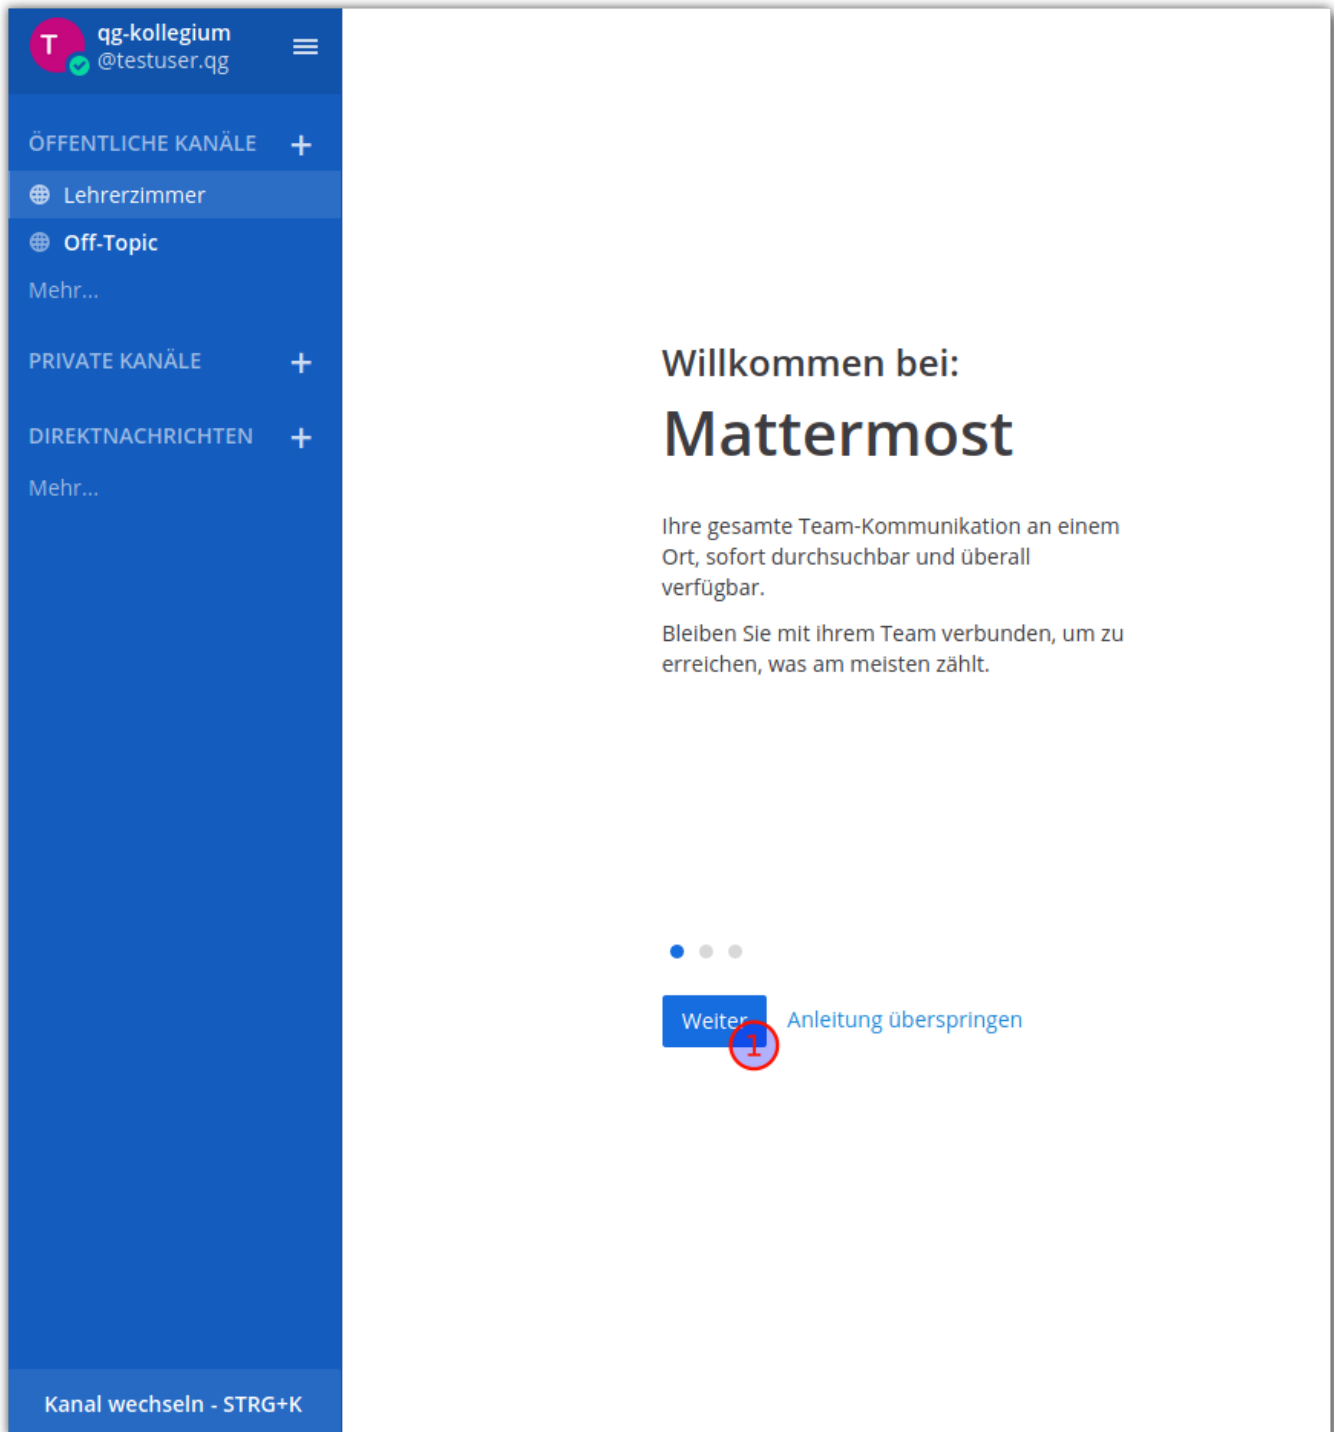 T
qg-kollegium
@testuser.qg
ÖFFENTLICHE KANÄLE +
Lehrerzimmer
Off-Topic
Mehr...
PRIVATE KANÄLE +
DIREKTNACHRICHTEN +
Mehr...
Kanal wechseln - STRG+K
Willkommen bei:
Mattermost
Ihre gesamte Team-Kommunikation an einem
Ort, sofort durchsuchbar und überall
verfügbar.
Bleiben Sie mit ihrem Team verbunden, um zu
erreichen, was am meisten zählt.
Weiter
1
Anleitung überspringen